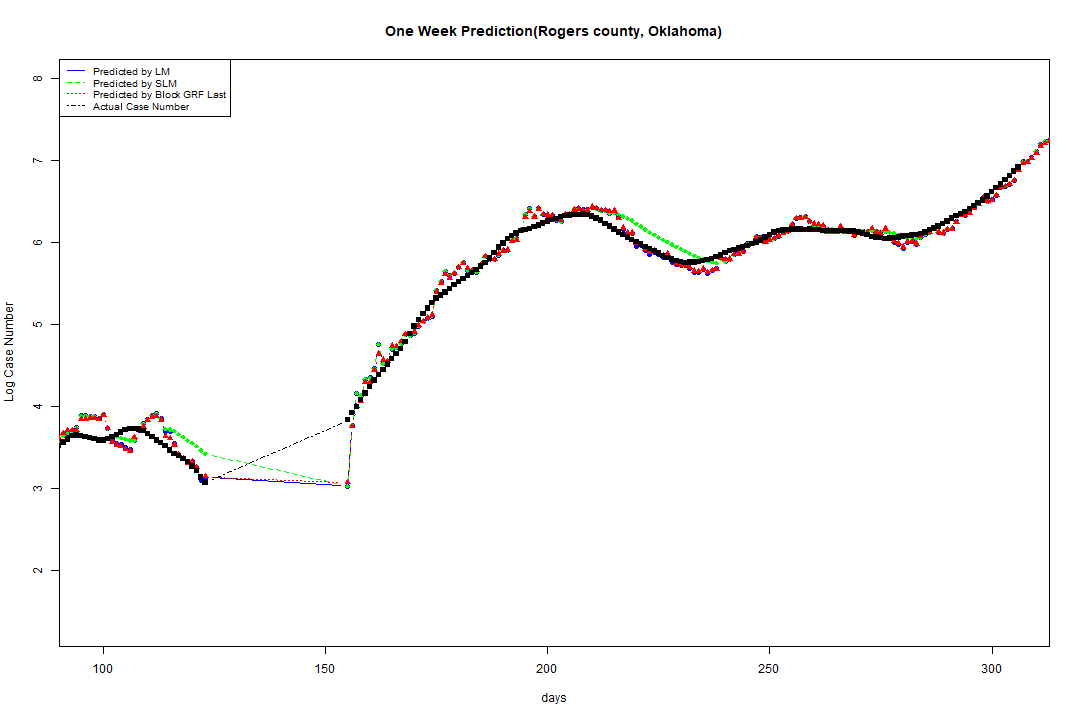 One Week Prediction(Rogers county, Oklahoma)
Predicted by LM
Predicted by SLM
Predicted by Block GRF Last
Actual Case Number
8
7
6
5
4
3
2
Log Case Number
100 150 200 250 300
days